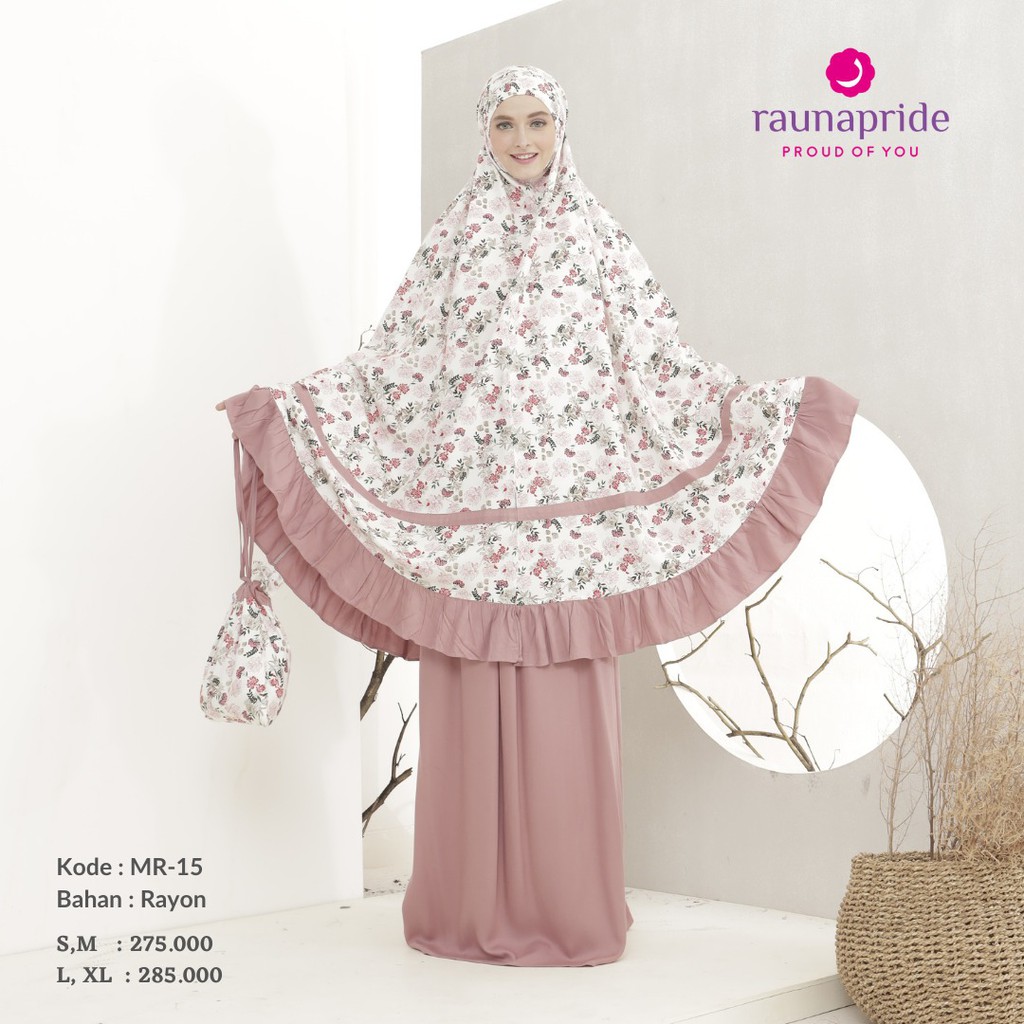 raunapride
PROUD OF YOU
Kode : MR-15
Bahan : Rayon
S,M : 275.000
L, XL : 285.000